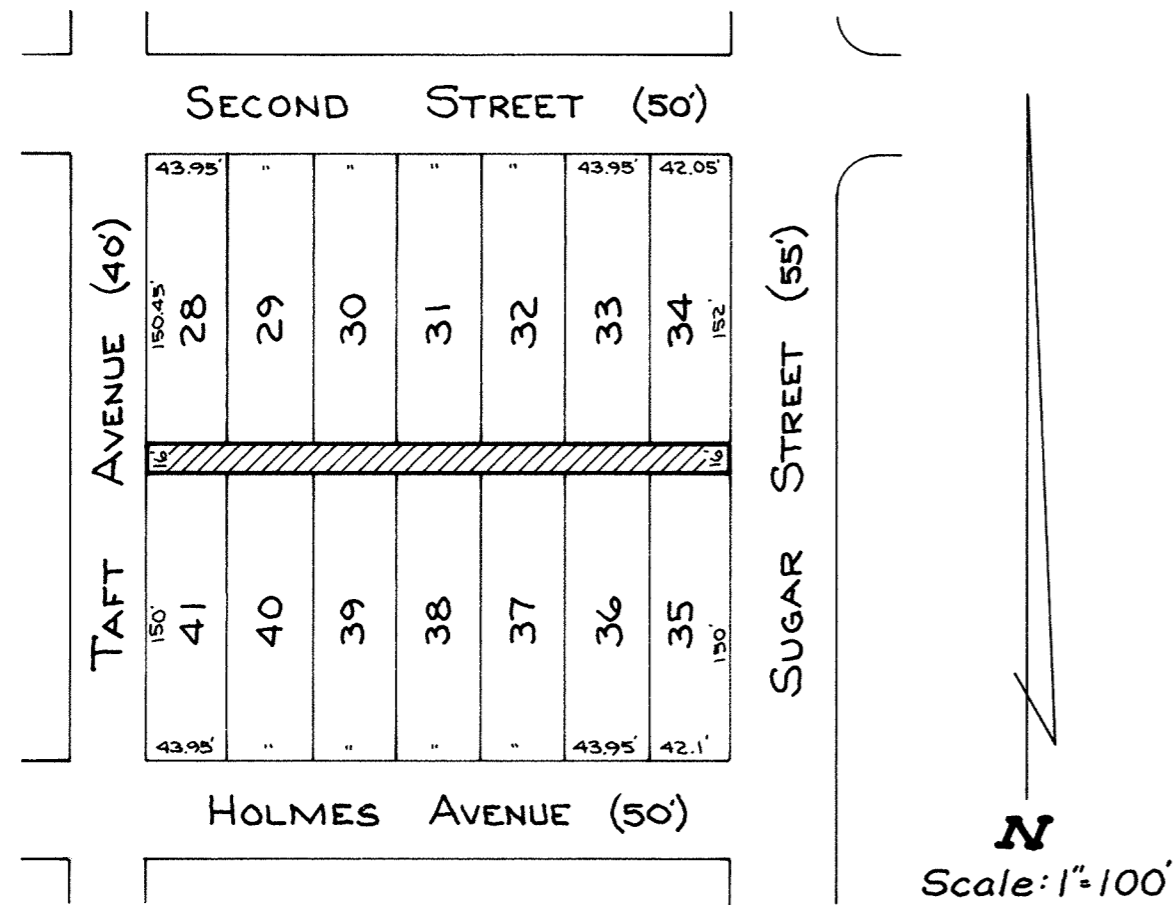 SECOND STREET (50')
43.95' " " " " 43.95' 42.05'
TAFT AVENUE (40')
150.45'
28 29 30 31 32 33 34
152'
SUGAR STREET (55')
16' 16'
150'
41 40 39 38 37 36 35
150'
43.95' " " " " 43.95' 42.1'
HOLMES AVENUE (50')
N
Scale: 1"=100'